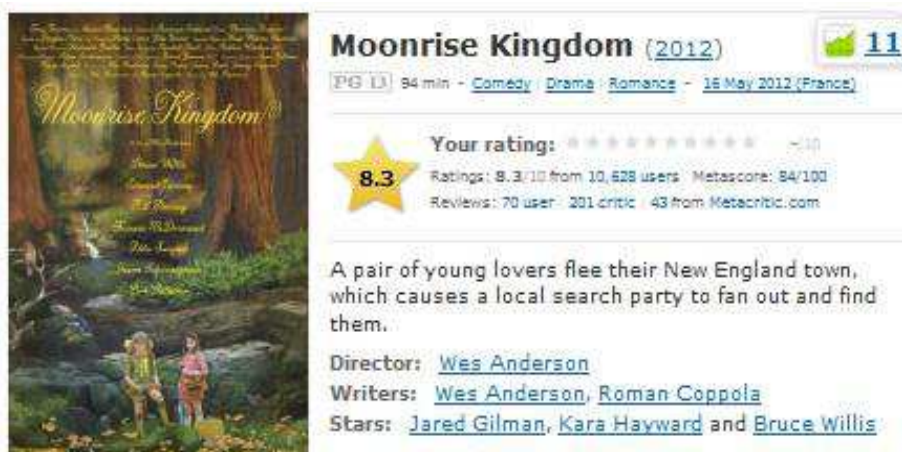 Moonrise Kingdom
Moonrise Kingdom (2012)
11
PG 13 94 min - Comedy Drama Romance - 16 May 2012 (France)
Your rating: -/10
8.3
Ratings: 8.3/10 from 10,628 users Metascore: 84/100
Reviews: 70 user 201 critic 43 from Metacritic.com
A pair of young lovers flee their New England town,
which causes a local search party to fan out and find
them.
Director: Wes Anderson
Writers: Wes Anderson, Roman Coppola
Stars: Jared Gilman, Kara Hayward and Bruce Willis